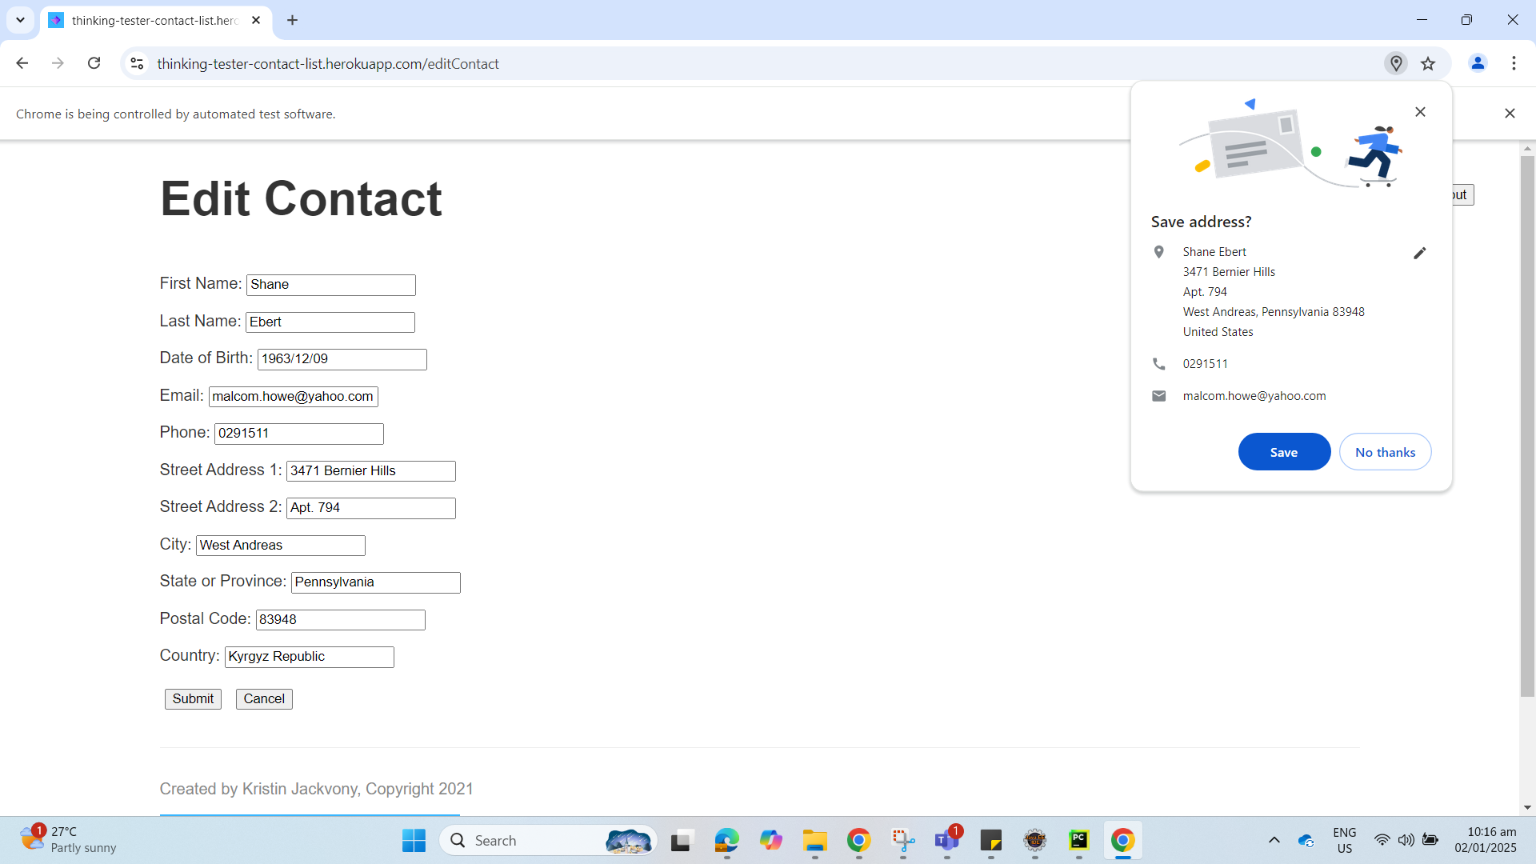 thinking-tester-contact-list.herc
thinking-tester-contact-list.herokuapp.com/editContact
Chrome is being controlled by automated test software.
Edit Contact
out
First Name: Shane
Last Name: Ebert
Date of Birth: 1963/12/09
Email: malcom.howe@yahoo.com
Phone: 0291511
Street Address 1: 3471 Bernier Hills
Street Address 2: Apt. 794
City: West Andreas
State or Province: Pennsylvania
Postal Code: 83948
Country: Kyrgyz Republic
Submit Cancel
Created by Kristin Jackvony, Copyright 2021
Save address?
Shane Ebert
3471 Bernier Hills
Apt. 794
West Andreas, Pennsylvania 83948
United States
0291511
malcom.howe@yahoo.com
Save No thanks
1
27°C
Partly sunny
Search
1
PC
ENG
US
10:16 am
02/01/2025